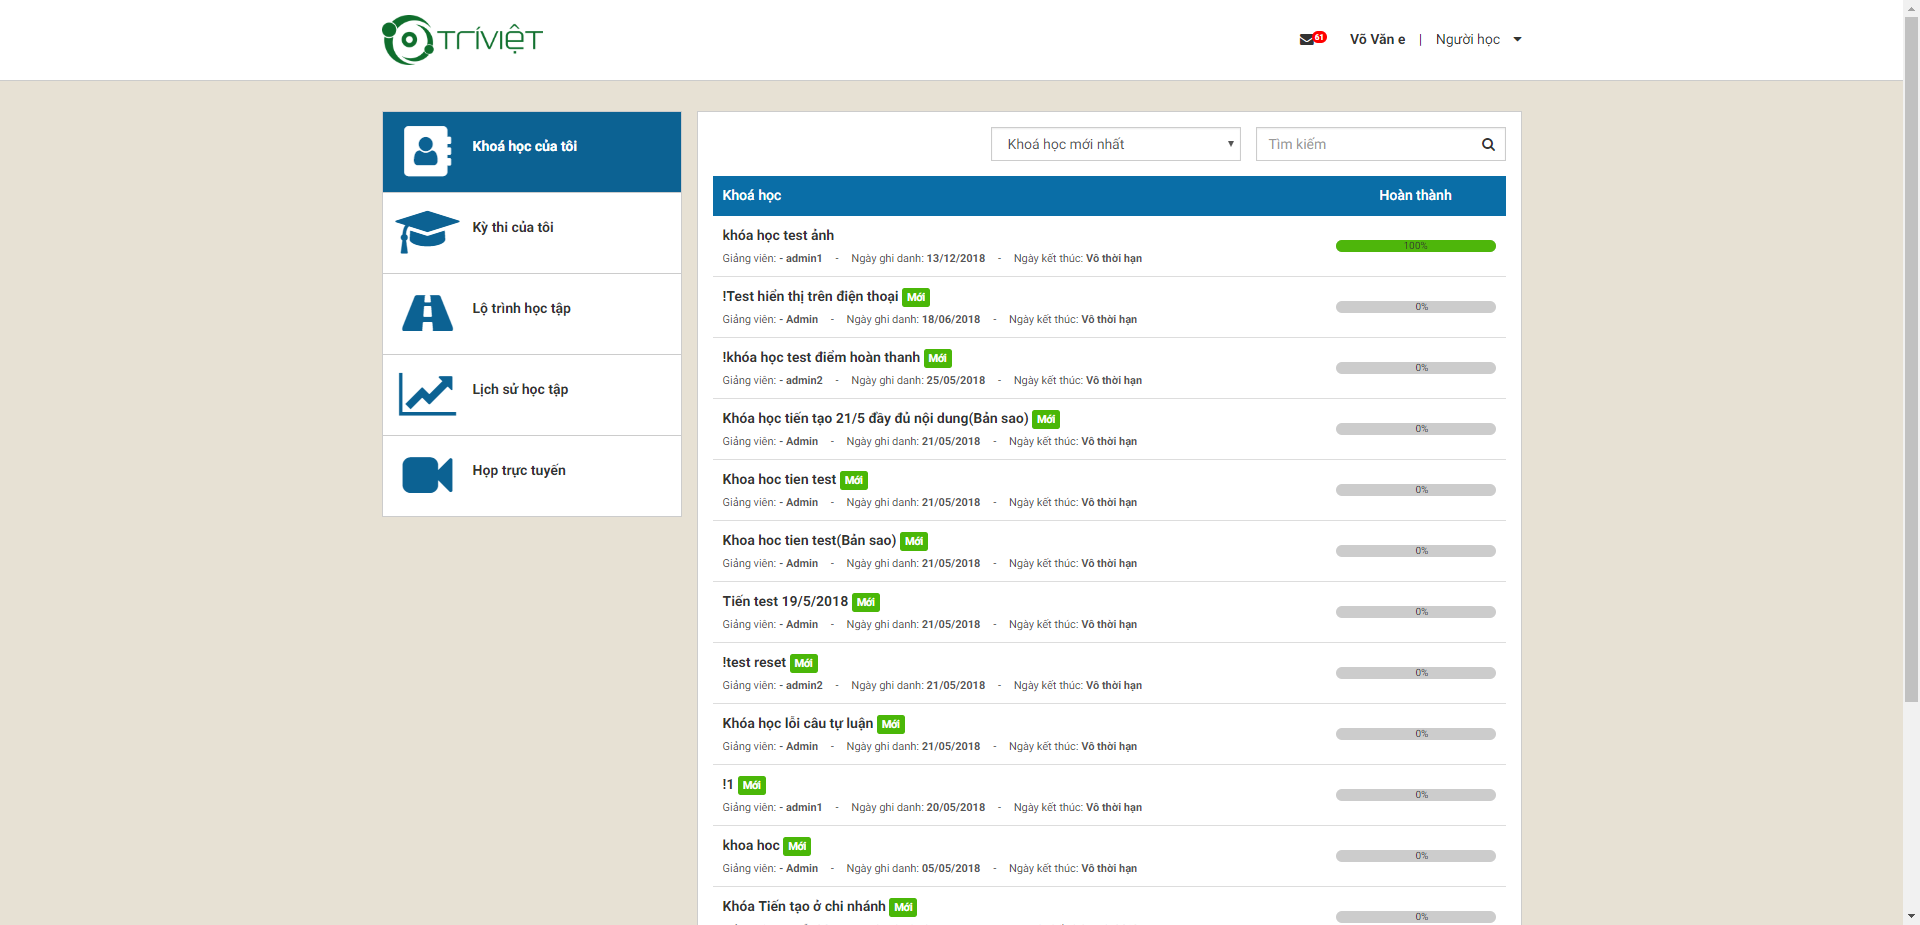 TRÍVIỆT
61
Võ Văn e | Người học
Khoá học của tôi
Kỳ thi của tôi
Lộ trình học tập
Lịch sử học tập
Họp trực tuyến
Khoá học mới nhất
Tìm kiếm
Khoá học Hoàn thành
khóa học test ảnh
Giảng viên: - admin1 - Ngày ghi danh: 13/12/2018 - Ngày kết thúc: Vô thời hạn
100%
!Test hiển thị trên điện thoại Mới
Giảng viên: - Admin - Ngày ghi danh: 18/06/2018 - Ngày kết thúc: Vô thời hạn
0%
!khóa học test điểm hoàn thanh Mới
Giảng viên: - admin2 - Ngày ghi danh: 25/05/2018 - Ngày kết thúc: Vô thời hạn
0%
Khóa học tiến tạo 21/5 đầy đủ nội dung(Bản sao) Mới
Giảng viên: - Admin - Ngày ghi danh: 21/05/2018 - Ngày kết thúc: Vô thời hạn
0%
Khoa hoc tien test Mới
Giảng viên: - Admin - Ngày ghi danh: 21/05/2018 - Ngày kết thúc: Vô thời hạn
0%
Khoa hoc tien test(Bản sao) Mới
Giảng viên: - Admin - Ngày ghi danh: 21/05/2018 - Ngày kết thúc: Vô thời hạn
0%
Tiến test 19/5/2018 Mới
Giảng viên: - Admin - Ngày ghi danh: 21/05/2018 - Ngày kết thúc: Vô thời hạn
0%
!test reset Mới
Giảng viên: - admin2 - Ngày ghi danh: 21/05/2018 - Ngày kết thúc: Vô thời hạn
0%
Khóa học lỗi câu tự luận Mới
Giảng viên: - Admin - Ngày ghi danh: 21/05/2018 - Ngày kết thúc: Vô thời hạn
0%
!1 Mới
Giảng viên: - admin1 - Ngày ghi danh: 20/05/2018 - Ngày kết thúc: Vô thời hạn
0%
khoa hoc Mới
Giảng viên: - Admin - Ngày ghi danh: 05/05/2018 - Ngày kết thúc: Vô thời hạn
0%
Khóa Tiến tạo ở chi nhánh Mới
0%